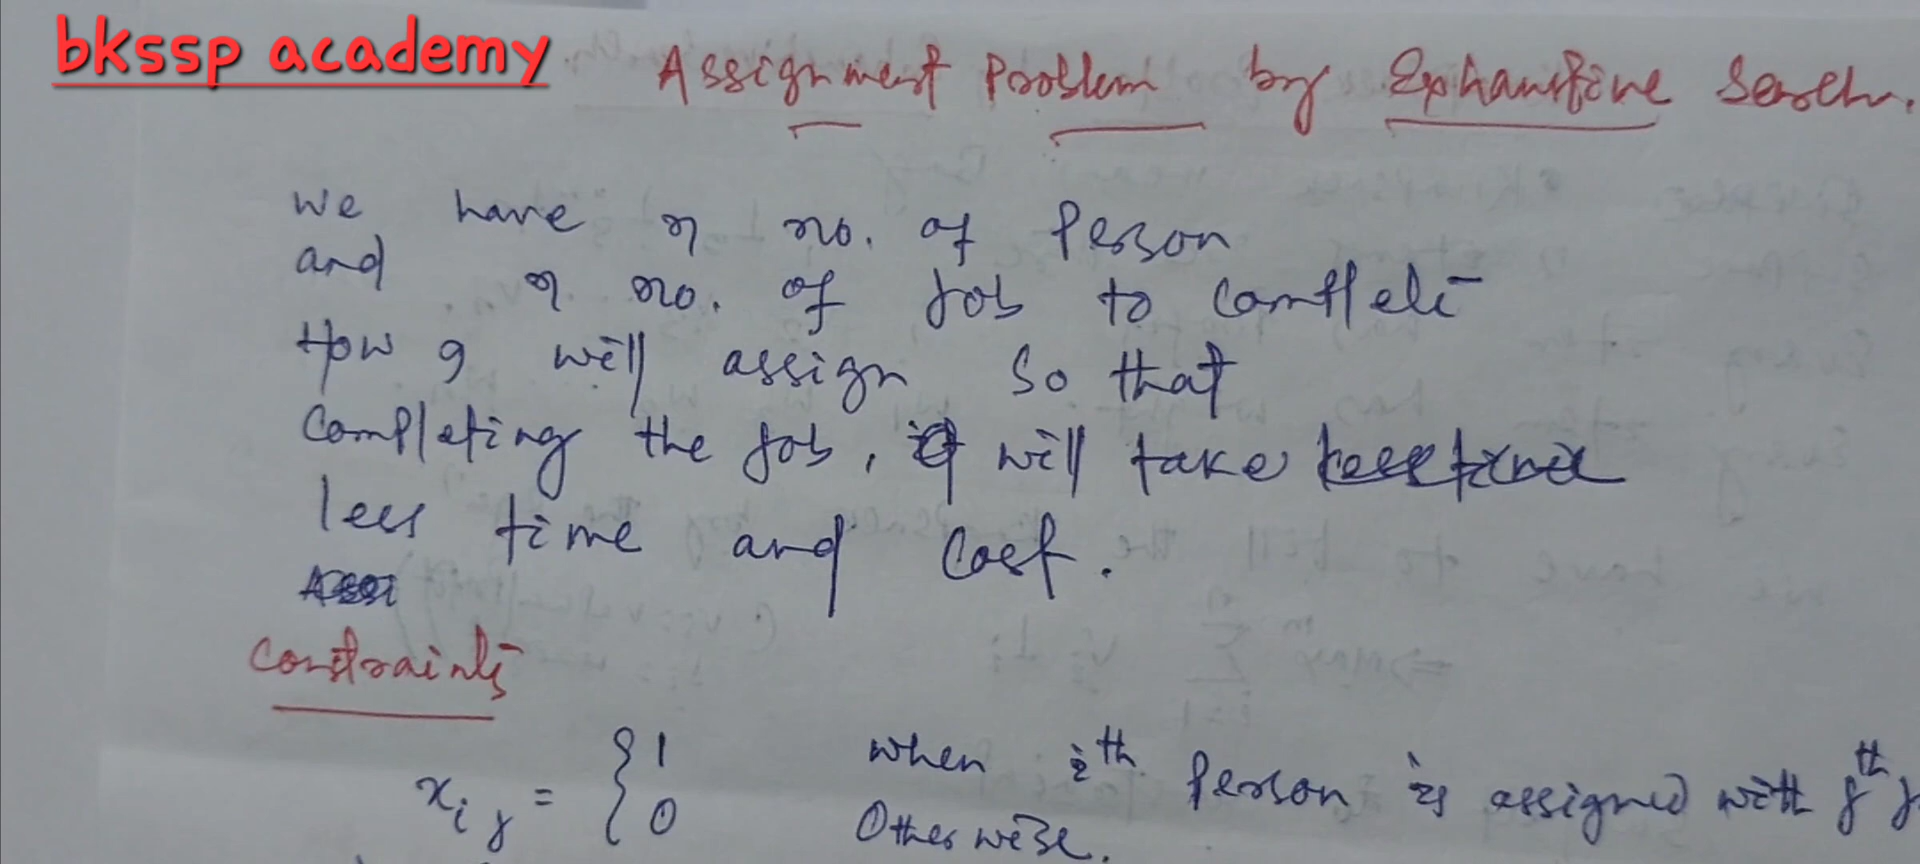 bkssp academy
Assignment Problem by Exhaustive Search.
We have n no. of Person
and n no. of Job to complete
How I will assign so that
Completing the Job, it will take
less time and Cost.
Constraints
x_{ij} = { 1 when ith Person is assigned with jth j
0 Otherwise.